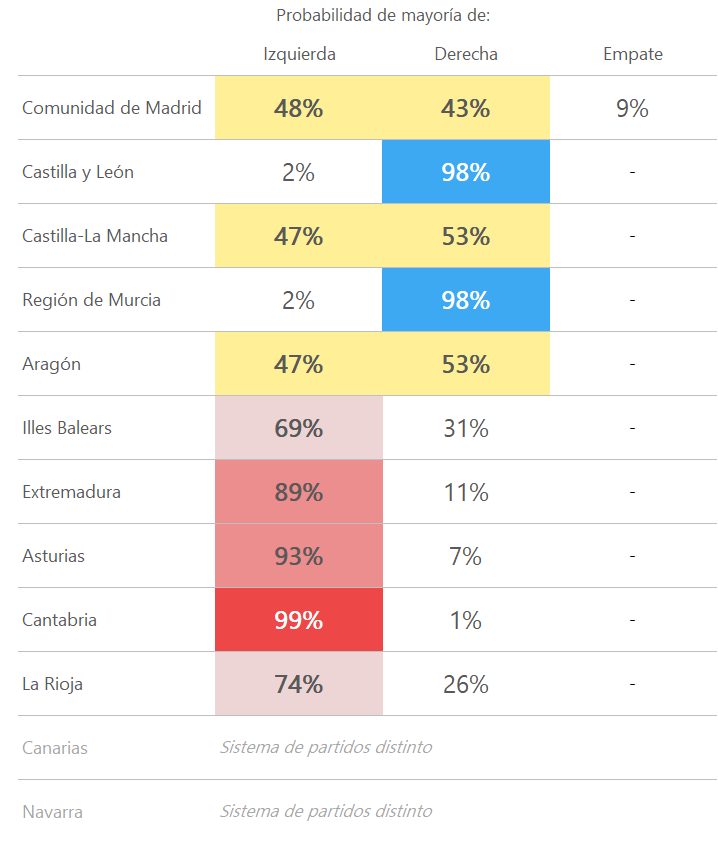 Probabilidad de mayoría de:
Izquierda Derecha Empate
Comunidad de Madrid 48% 43% 9%
Castilla y León 2% 98% -
Castilla-La Mancha 47% 53% -
Región de Murcia 2% 98% -
Aragón 47% 53% -
Illes Balears 69% 31% -
Extremadura 89% 11% -
Asturias 93% 7% -
Cantabria 99% 1% -
La Rioja 74% 26% -
Canarias Sistema de partidos distinto
Navarra Sistema de partidos distinto